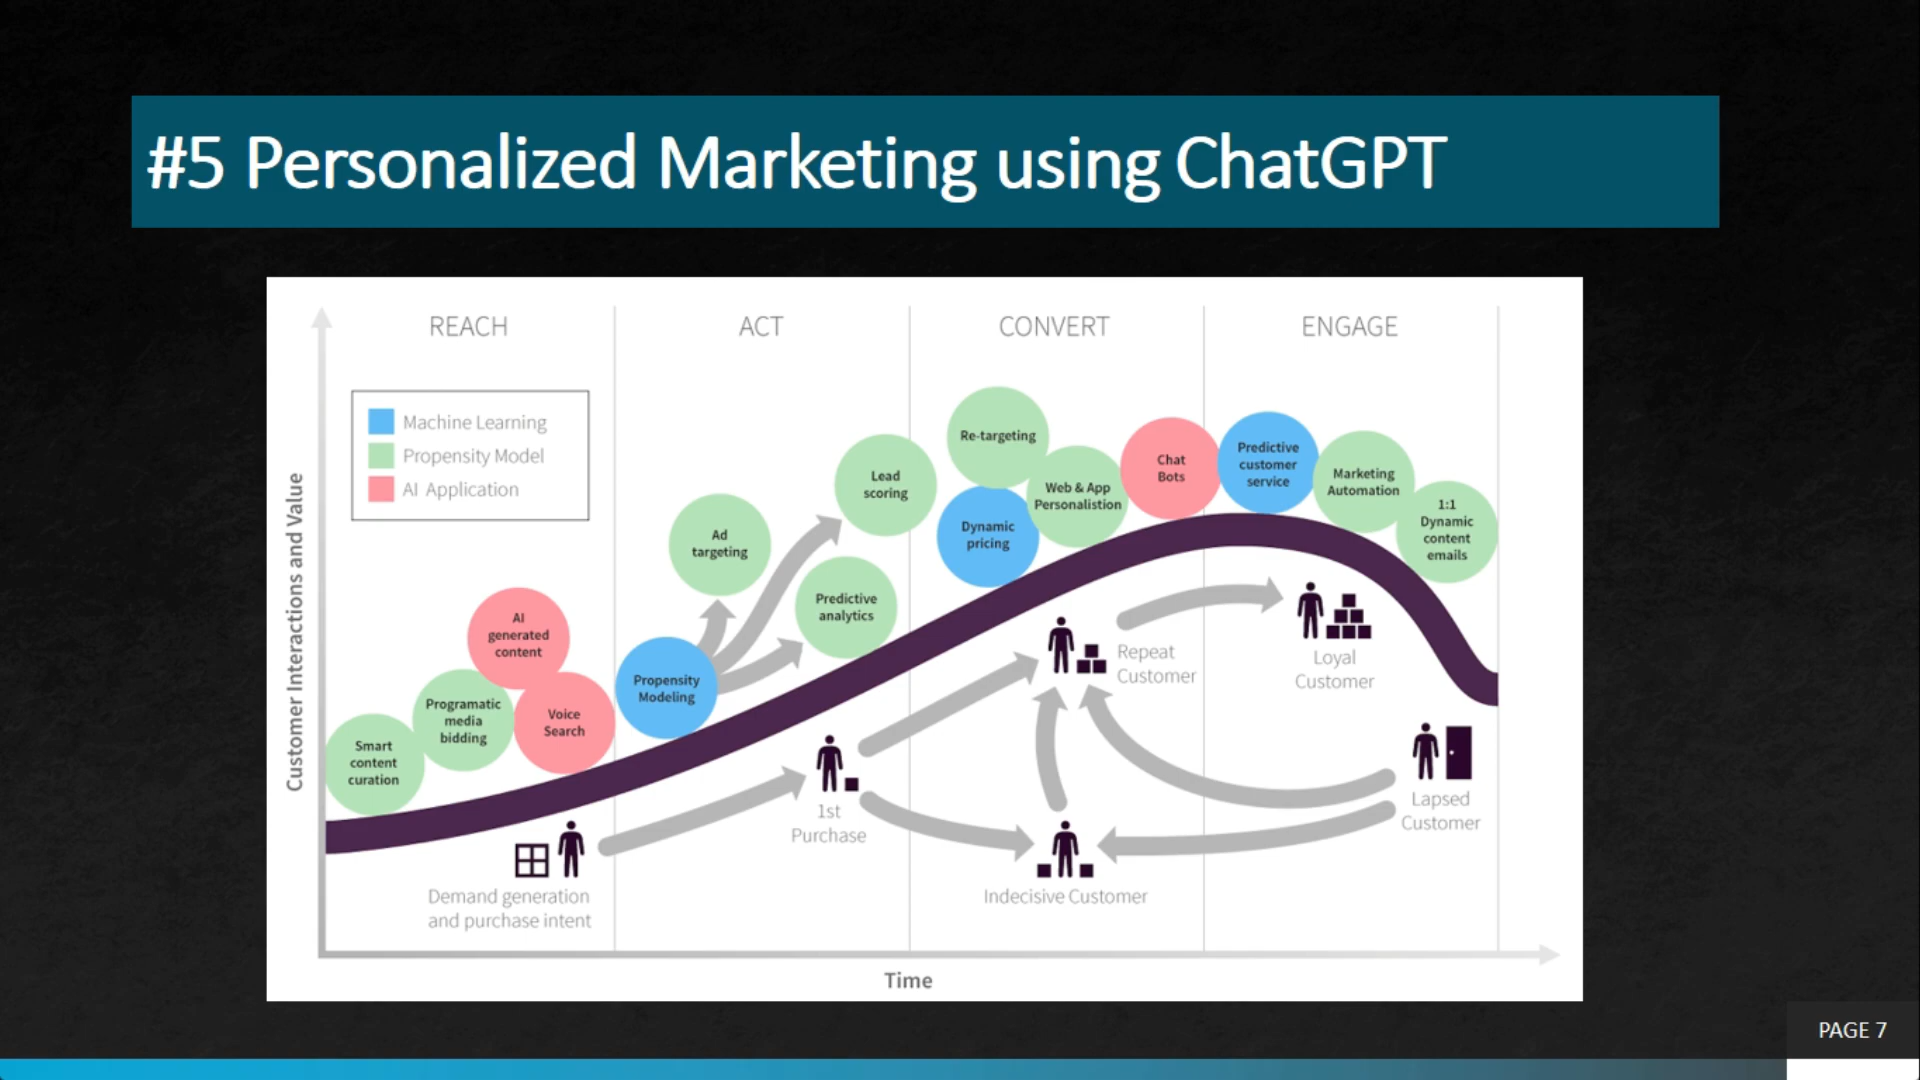 #5 Personalized Marketing using ChatGPT
REACH
ACT
CONVERT
ENGAGE
Machine Learning
Propensity Model
AI Application
Customer Interactions and Value
Smart
content
curation
Programatic
media
bidding
AI
generated
content
Voice
Search
Propensity
Modeling
Ad
targeting
Lead
scoring
Predictive
analytics
Re-targeting
Dynamic
pricing
Web & App
Personalistion
Chat
Bots
Predictive
customer
service
Marketing
Automation
1:1
Dynamic
content
emails
Demand generation
and purchase intent
1st
Purchase
Repeat
Customer
Indecisive Customer
Loyal
Customer
Lapsed
Customer
Time
PAGE 7